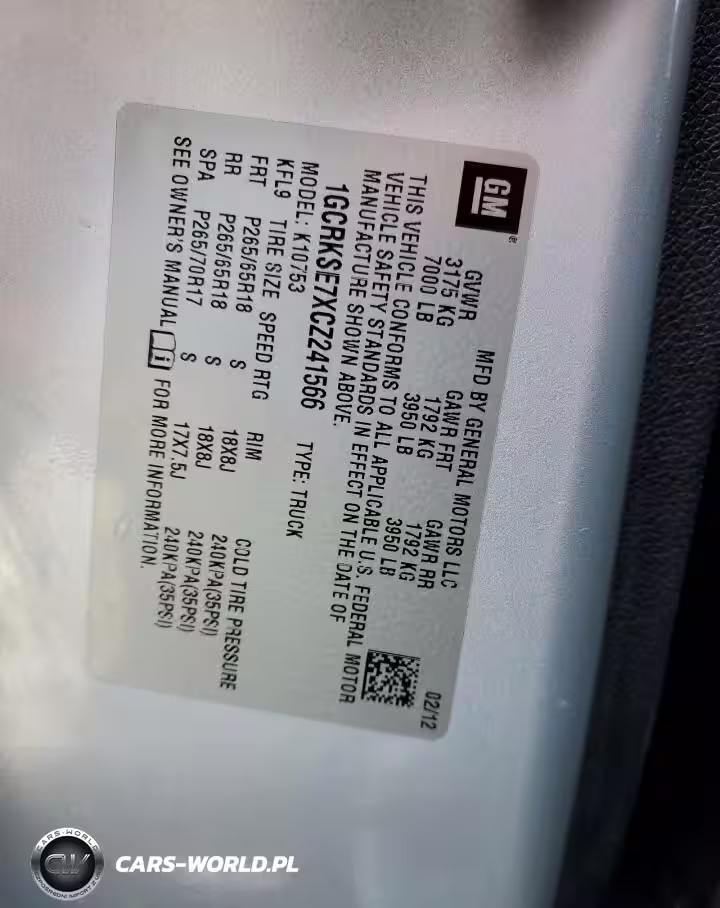 GM
MFD BY GENERAL MOTORS LLC 02/12
GVWR GAWR FRT GAWR RR
3175 KG 1792 KG 1792 KG
7000 LB 3950 LB 3950 LB
THIS VEHICLE CONFORMS TO ALL APPLICABLE U.S. FEDERAL MOTOR
VEHICLE SAFETY STANDARDS IN EFFECT ON THE DATE OF
MANUFACTURE SHOWN ABOVE.
1GCRKSE7XCZ241566 TYPE: TRUCK
MODEL: K10753
KFL9 TIRE SIZE SPEED RTG RIM COLD TIRE PRESSURE
FRT P265/65R18 S 18X8J 240KPA(35PSI)
RR P265/65R18 S 18X8J 240KPA(35PSI)
SPA P265/70R17 S 17X7.5J 240KPA(35PSI)
SEE OWNER'S MANUAL FOR MORE INFORMATION.
CARS-WORLD
CW
CARS-WORLD.PL